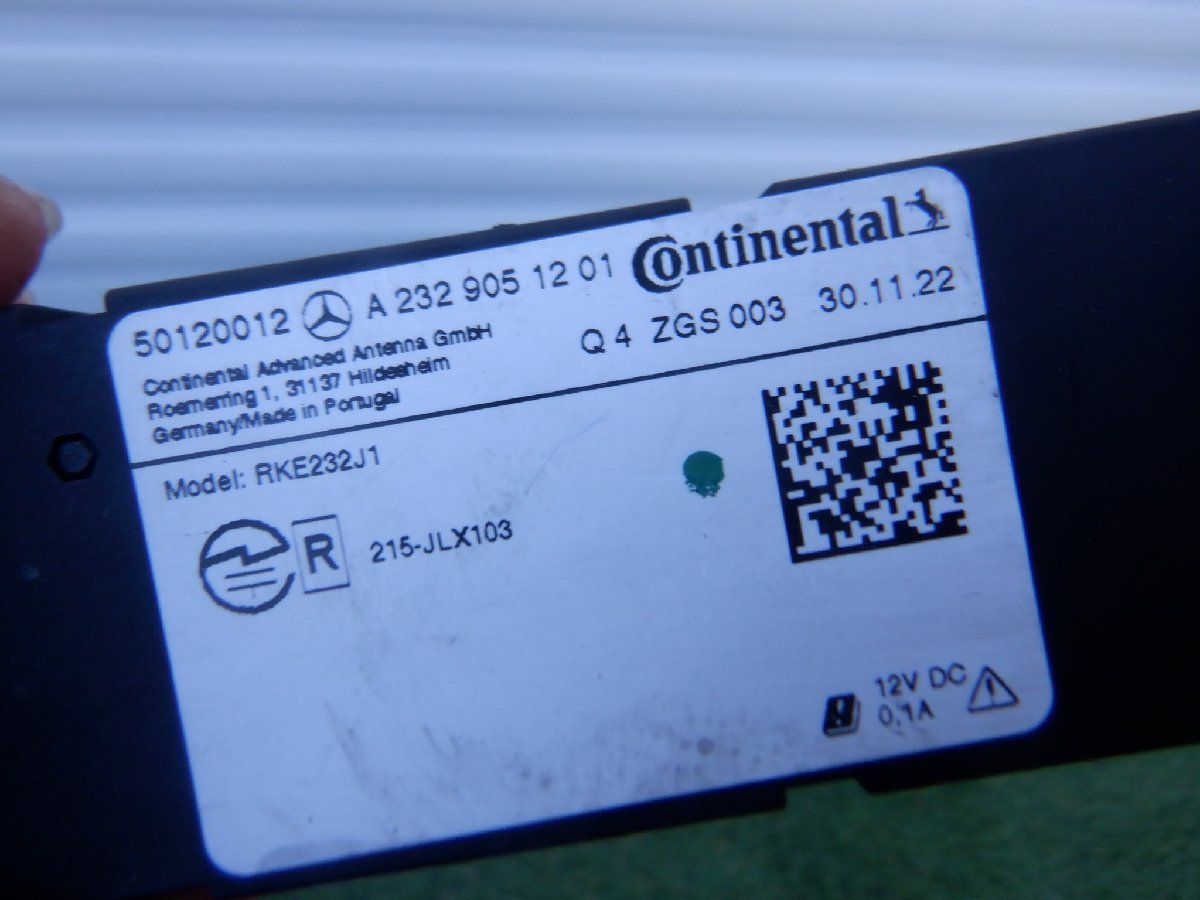 50120012 A 232 905 12 01 Continental
Continental Advanced Antenna GmbH
Roemerring 1, 31137 Hildesheim
Germany/Made in Portugal
Q 4 ZGS 003 30.11.22
Model: RKE232J1
R 215-JLX103
12V DC
0,1A